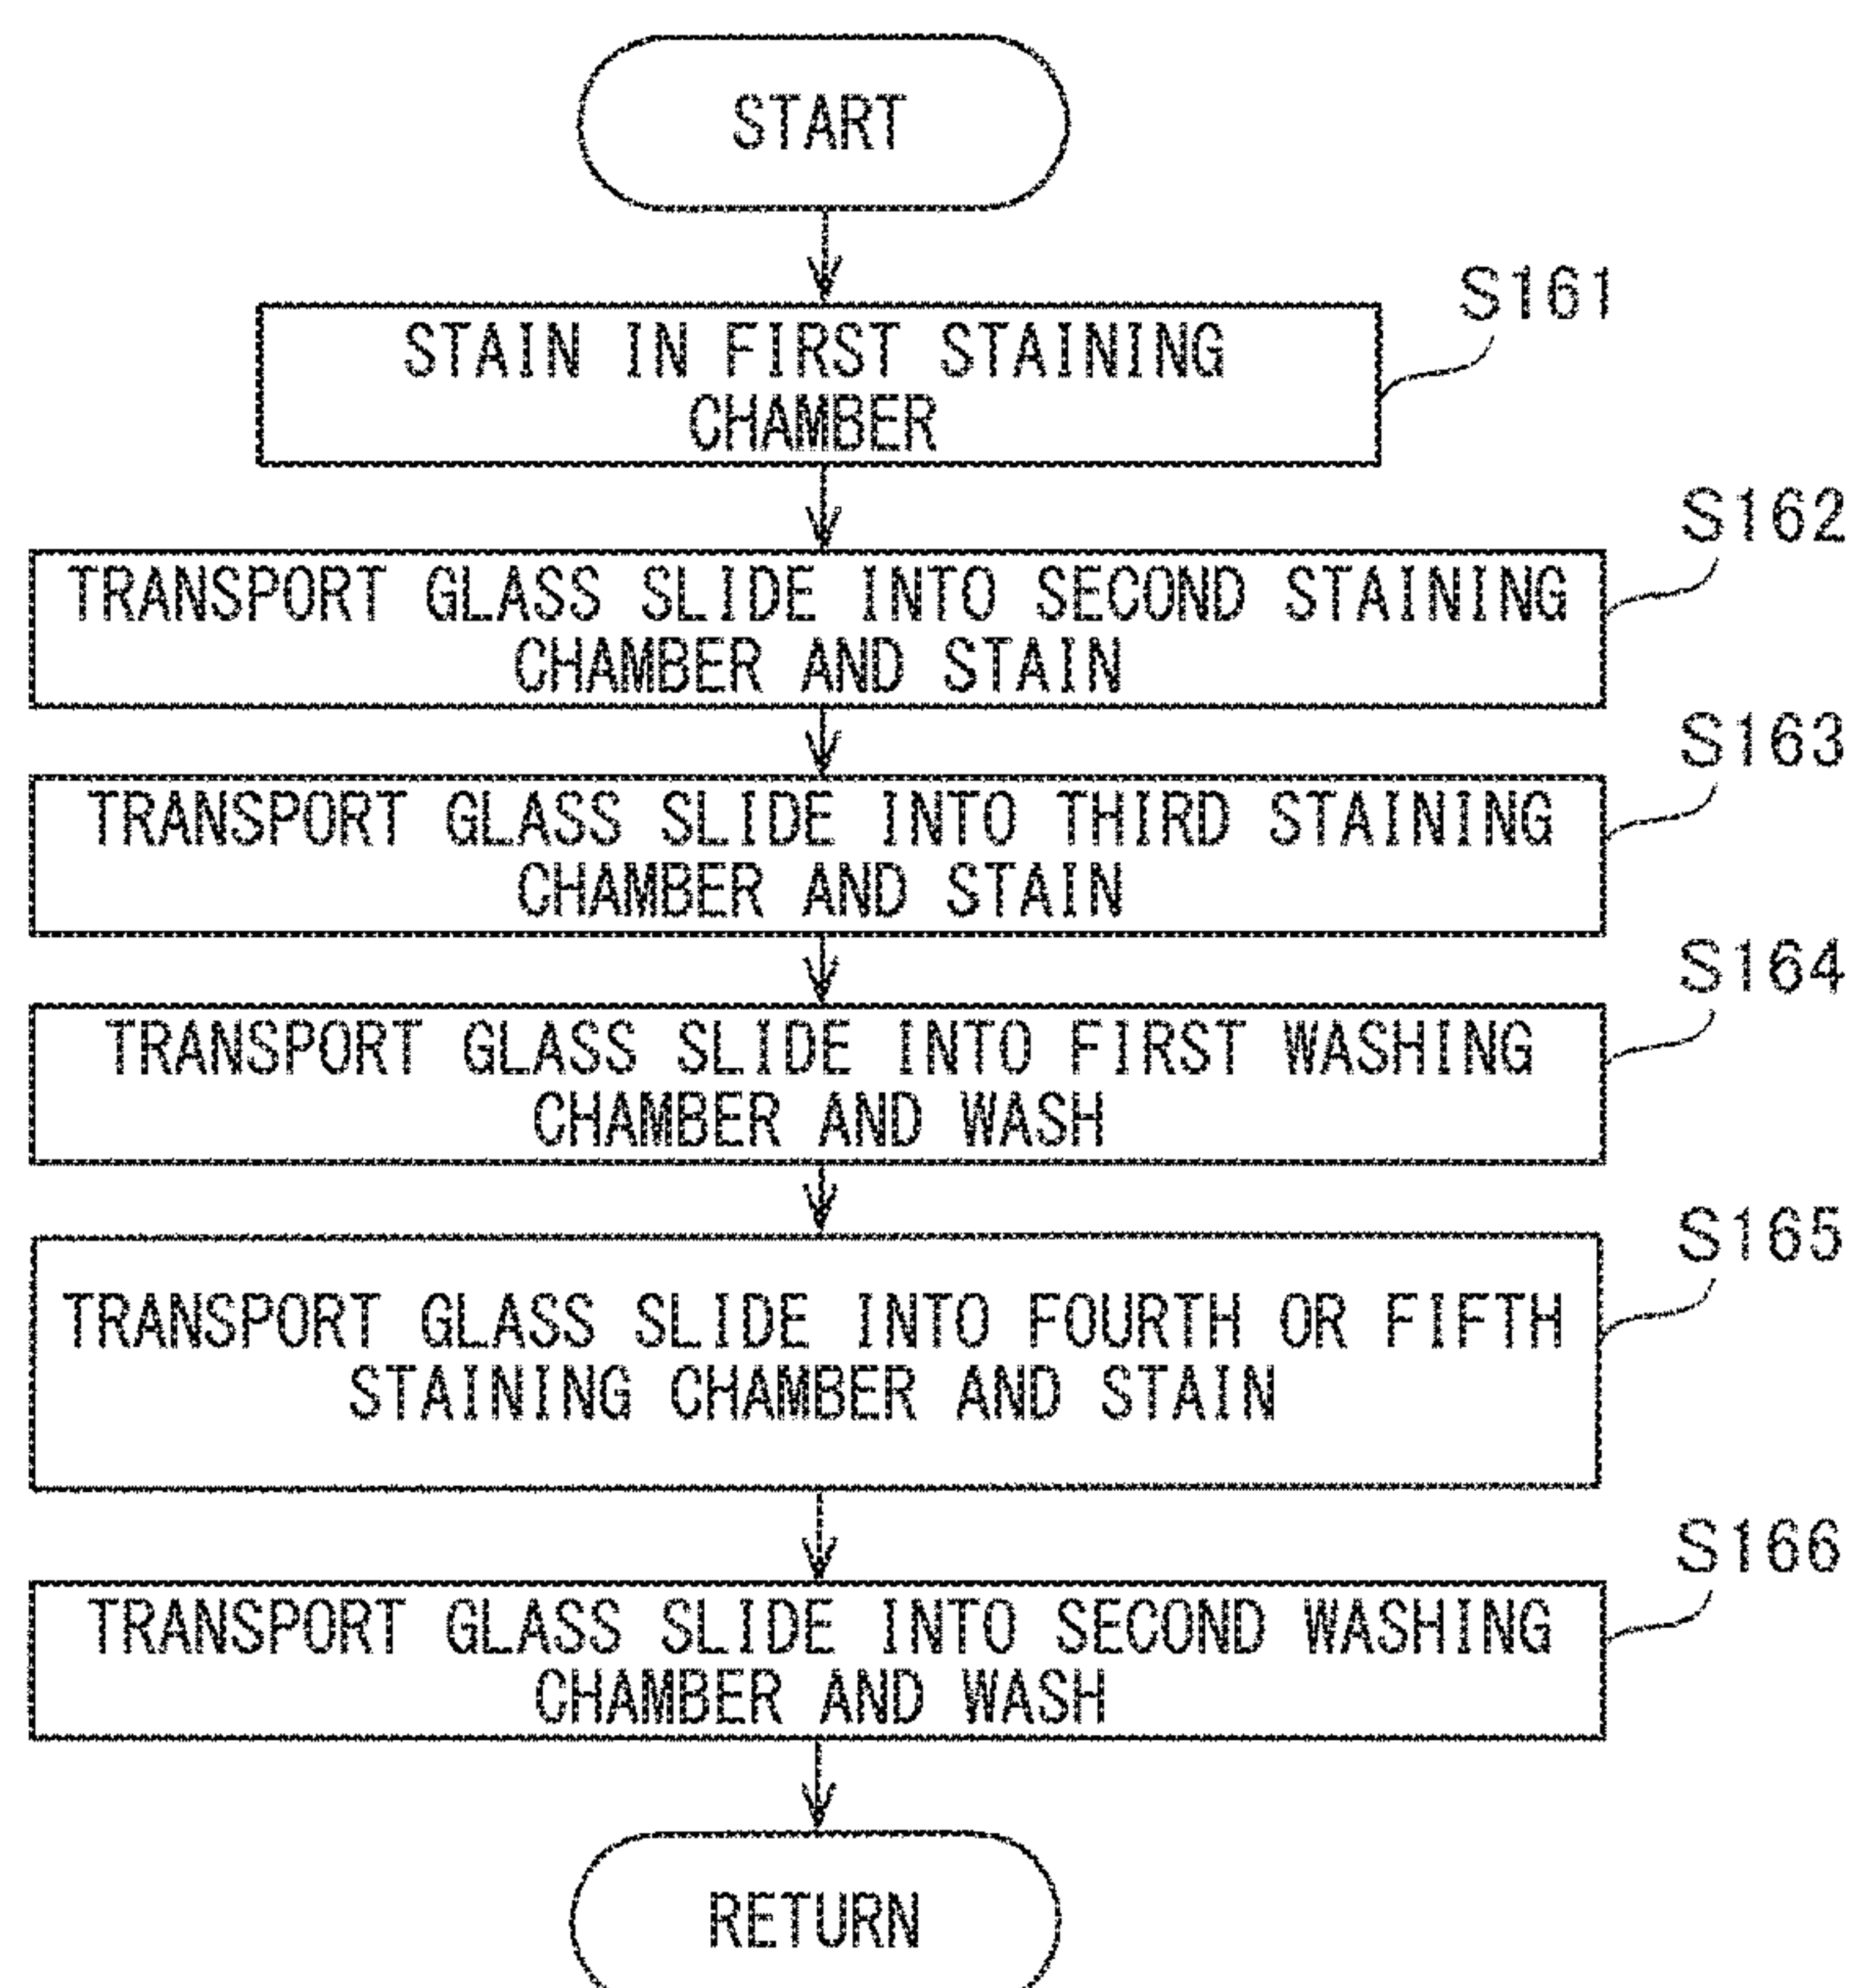 START
S161
STAIN IN FIRST STAINING
CHAMBER
S162
TRANSPORT GLASS SLIDE INTO SECOND STAINING
CHAMBER AND STAIN
S163
TRANSPORT GLASS SLIDE INTO THIRD STAINING
CHAMBER AND STAIN
S164
TRANSPORT GLASS SLIDE INTO FIRST WASHING
CHAMBER AND WASH
S165
TRANSPORT GLASS SLIDE INTO FOURTH OR FIFTH
STAINING CHAMBER AND STAIN
S166
TRANSPORT GLASS SLIDE INTO SECOND WASHING
CHAMBER AND WASH
RETURN